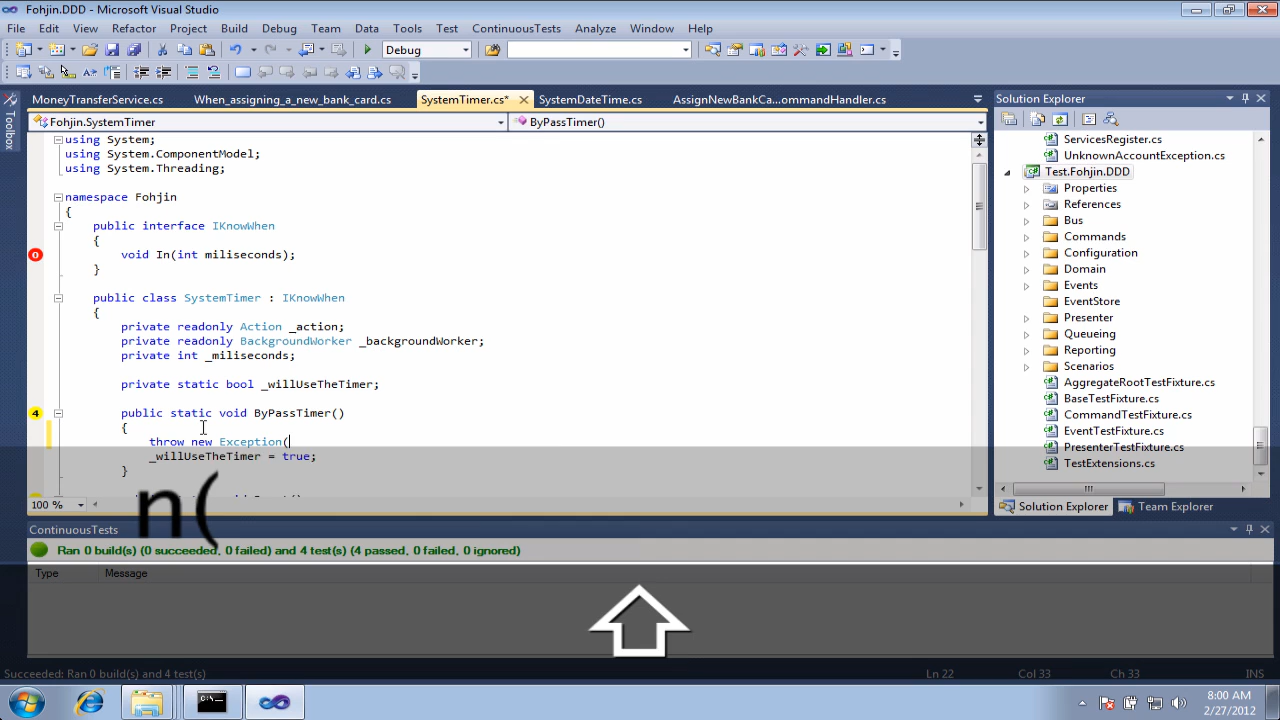 Fohjin.DDD - Microsoft Visual Studio
File Edit View Refactor Project Build Debug Team Data Tools Test ContinuousTests Analyze Window Help
Debug
MoneyTransferService.cs When_assigning_a_new_bank_card.cs SystemTimer.cs* SystemDateTime.cs AssignNewBankCa...ommandHandler.cs
Toolbox
Fohjin.SystemTimer ByPassTimer()
using System;
using System.ComponentModel;
using System.Threading;
namespace Fohjin
{
public interface IKnowWhen
{
0
void In(int miliseconds);
}
public class SystemTimer : IKnowWhen
{
private readonly Action _action;
private readonly BackgroundWorker _backgroundWorker;
private int _miliseconds;
private static bool _willUseTheTimer;
4
public static void ByPassTimer()
{
throw new Exception(
_willUseTheTimer = true;
}
100 %
Solution Explorer
ServicesRegister.cs
UnknownAccountException.cs
Test.Fohjin.DDD
Properties
References
Bus
Commands
Configuration
Domain
Events
EventStore
Presenter
Queueing
Reporting
Scenarios
AggregateRootTestFixture.cs
BaseTestFixture.cs
CommandTestFixture.cs
EventTestFixture.cs
PresenterTestFixture.cs
TestExtensions.cs
Solution Explorer Team Explorer
n(
ContinuousTests
Ran 0 build(s) (0 succeeded, 0 failed) and 4 test(s) (4 passed, 0 failed, 0 ignored)
Type Message
Succeeded: Ran 0 build(s) and 4 test(s) Ln 22 Col 33 Ch 33 INS
8:00 AM
2/27/2012